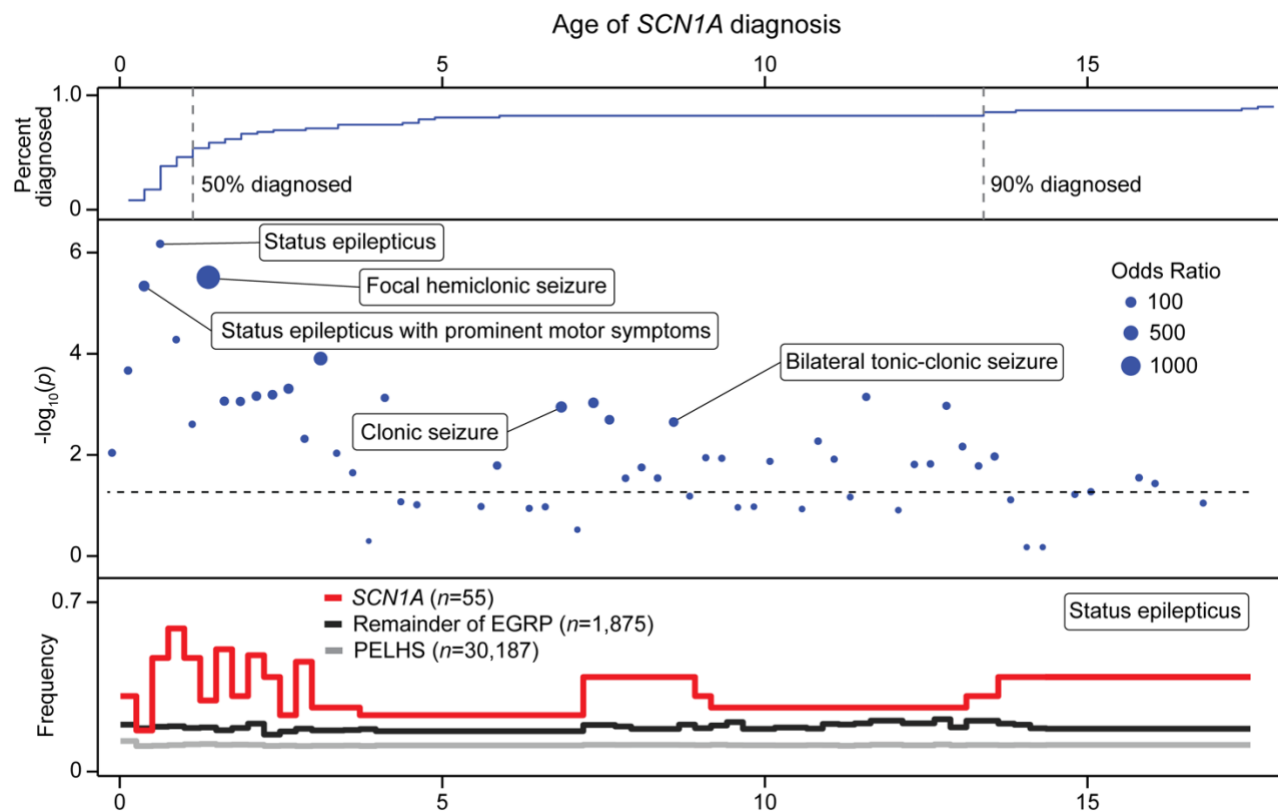 Age of SCN1A diagnosis
0 5 10 15
1.0
0
Percent
diagnosed
50% diagnosed
90% diagnosed
6
4
2
0
-log10(p)
Status epilepticus
Focal hemiclonic seizure
Status epilepticus with prominent motor symptoms
Bilateral tonic-clonic seizure
Clonic seizure
Odds Ratio
100
500
1000
0.7
0
Frequency
SCN1A (n=55)
Remainder of EGRP (n=1,875)
PELHS (n=30,187)
Status epilepticus
0 5 10 15